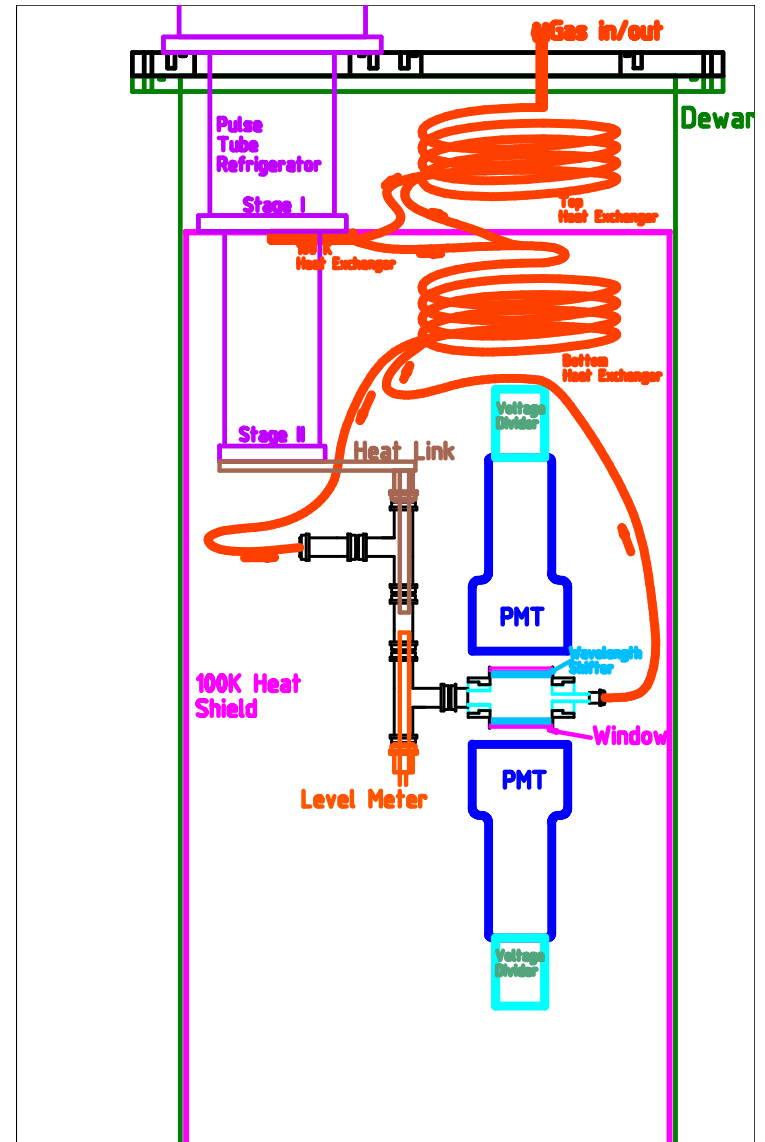 Gas in/out
Dewar
Pulse
Tube
Refrigerator
Stage I
Top
Heat Exchanger
100 K
Heat Exchanger
Bottom
Heat Exchanger
Voltage
Divider
Stage II
Heat Link
PMT
Wavelength
Shifter
100K Heat
Shield
Window
PMT
Level Meter
Voltage
Divider